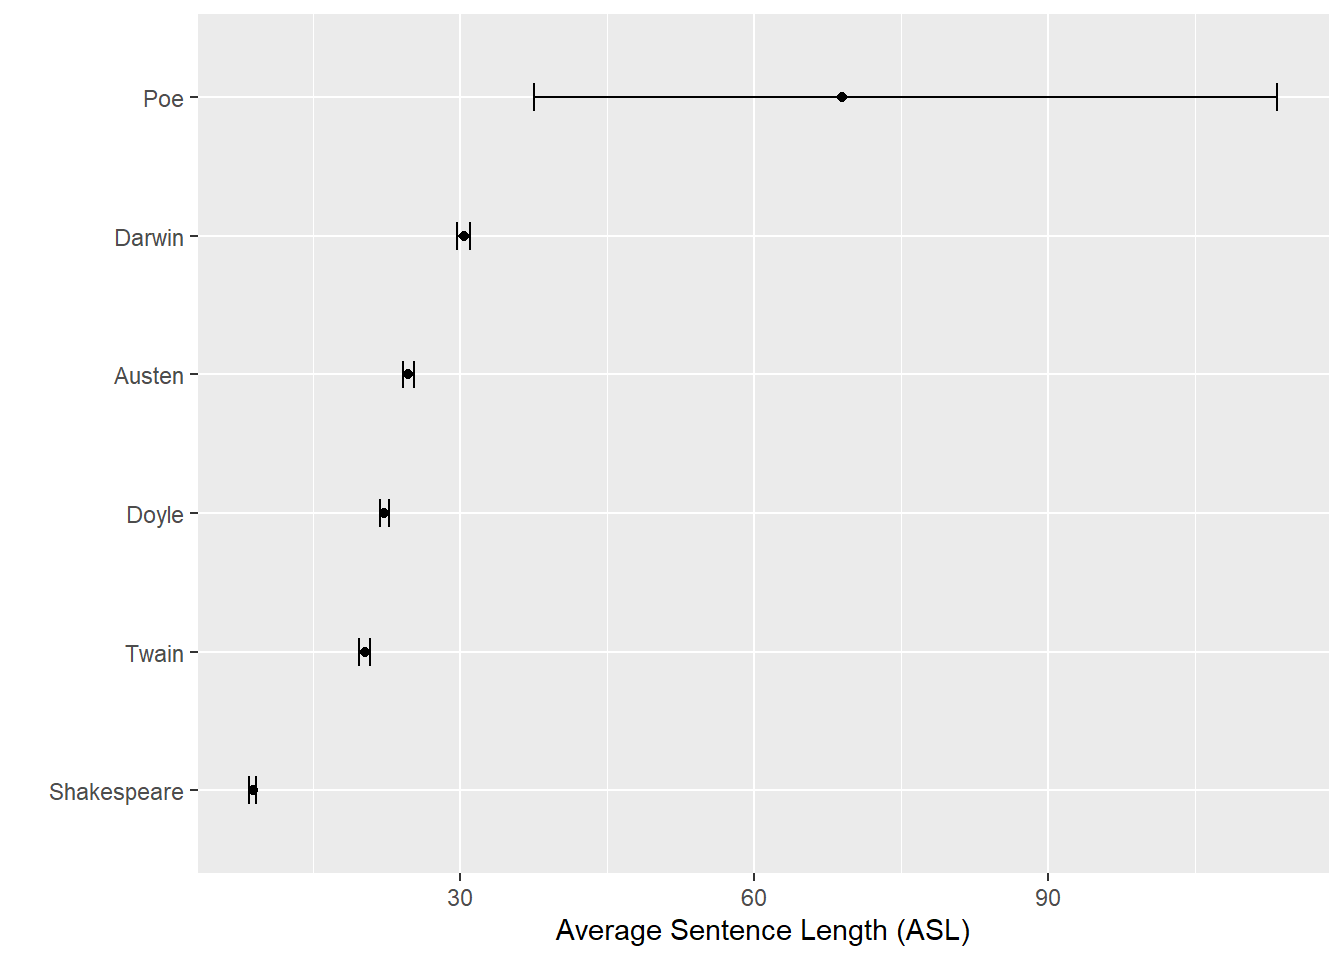 Poe
Darwin
Austen
Doyle
Twain
Shakespeare
30 60 90
Average Sentence Length (ASL)